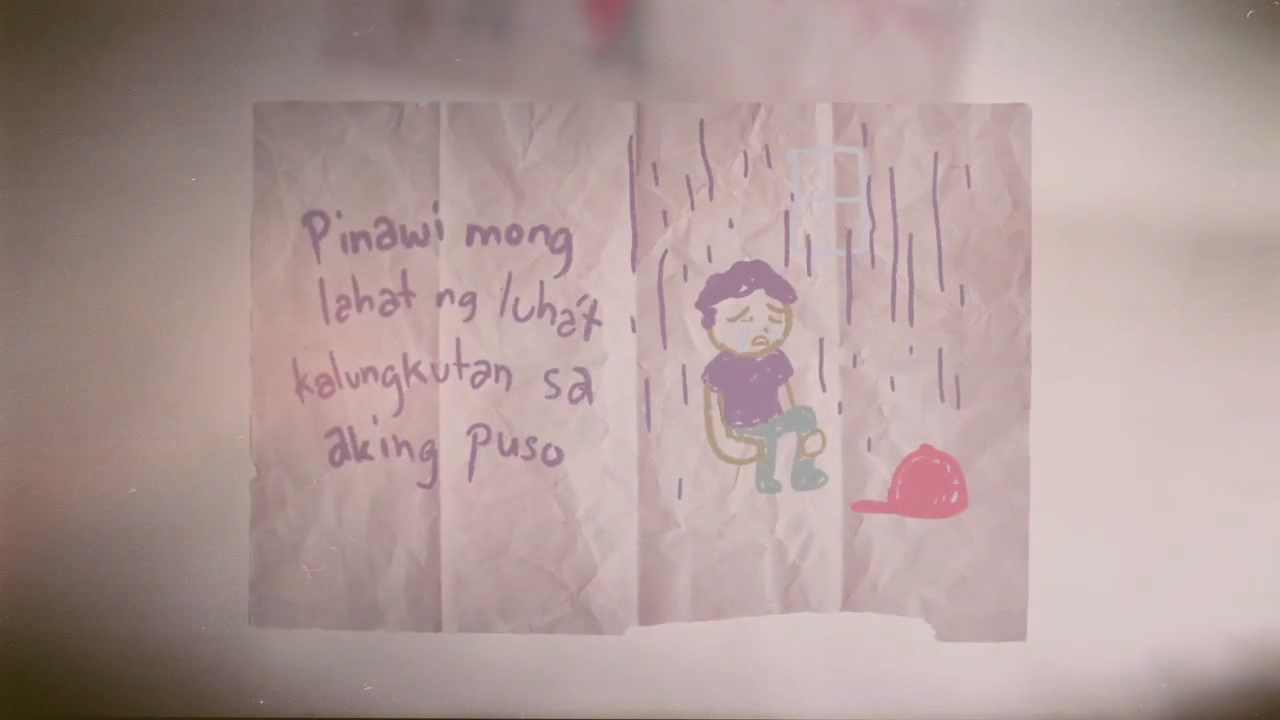 Pinawi mong
lahat ng luha't
kalungkutan sa
aking puso